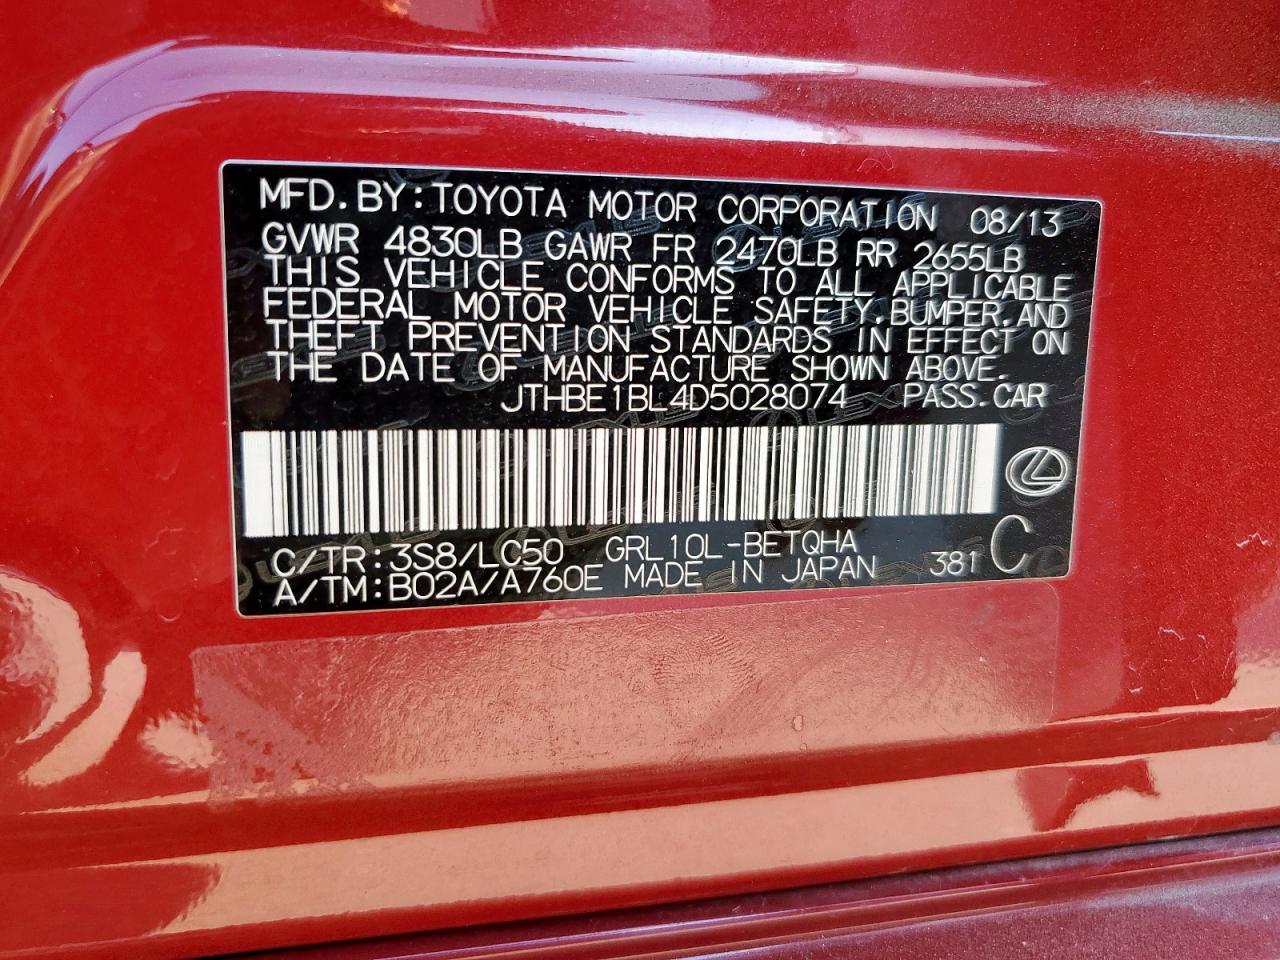 MFD. BY: TOYOTA MOTOR CORPORATION 08/13
GVWR 4830LB GAWR FR 2470LB RR 2655LB
THIS VEHICLE CONFORMS TO ALL APPLICABLE
FEDERAL MOTOR VEHICLE SAFETY, BUMPER, AND
THEFT PREVENTION STANDARDS IN EFFECT ON
THE DATE OF MANUFACTURE SHOWN ABOVE.
JTHBE1BL4D5028074 PASS. CAR
C/TR: 3S8/LC50 GRL10L-BETQHA
A/TM: B02A/A760E MADE IN JAPAN 381 C